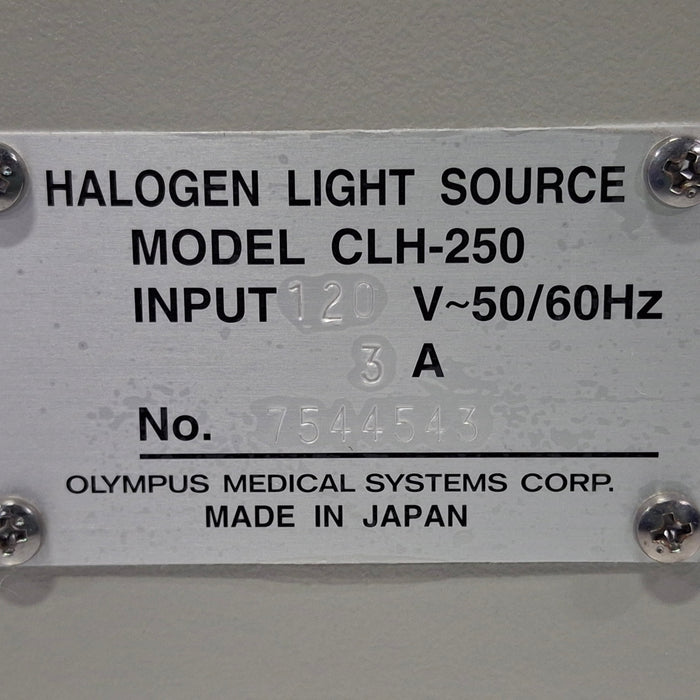 HALOGEN LIGHT SOURCE
MODEL CLH-250
INPUT 120 V~50/60Hz
3 A
No. 7544543
OLYMPUS MEDICAL SYSTEMS CORP.
MADE IN JAPAN